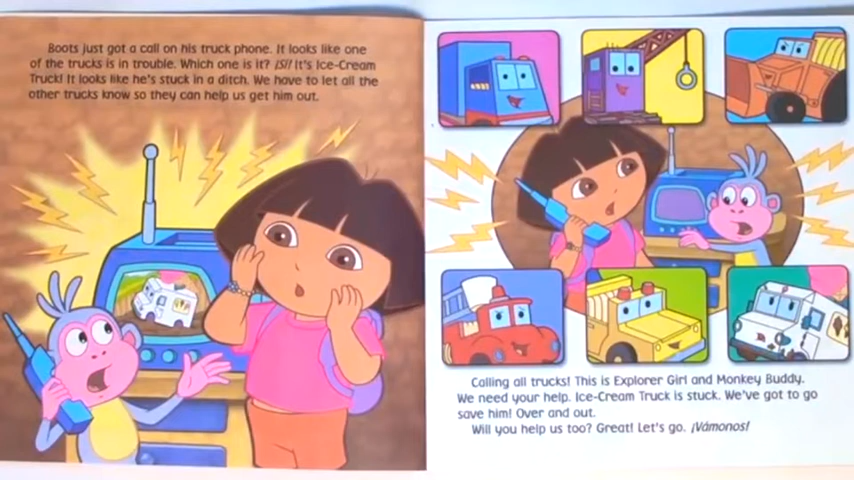 Boots just got a call on his truck phone. It looks like one
of the trucks is in trouble. Which one is it? ¡Sí! It's Ice-Cream
Truck! It looks like he's stuck in a ditch. We have to let all the
other trucks know so they can help us get him out.
Calling all trucks! This is Explorer Girl and Monkey Buddy.
We need your help. Ice-Cream Truck is stuck. We've got to go
save him! Over and out.
Will you help us too? Great! Let's go. ¡Vámonos!